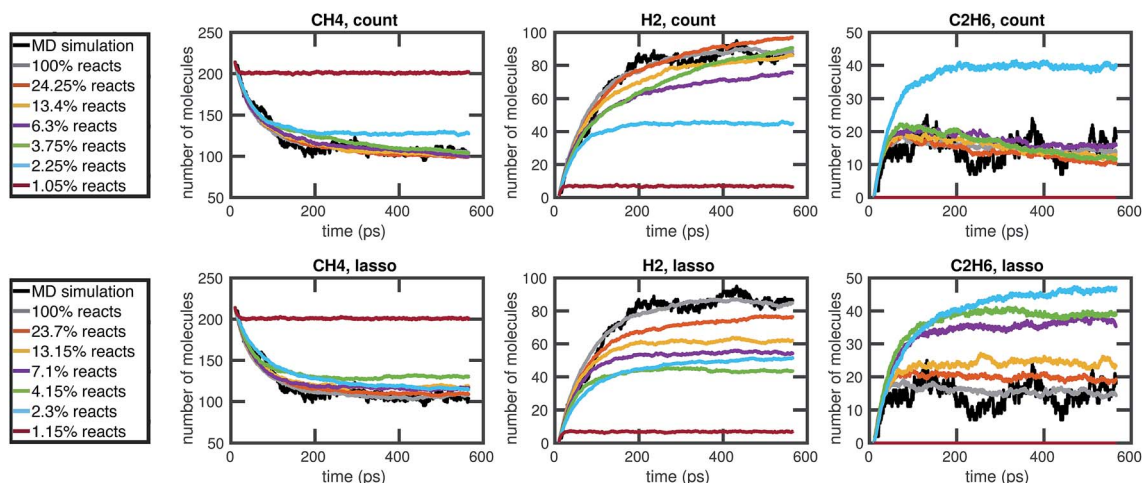 CH4, count
H2, count
C2H6, count
MD simulation
100% reacts
24.25% reacts
13.4% reacts
6.3% reacts
3.75% reacts
2.25% reacts
1.05% reacts
number of molecules
250
200
150
100
50
0 200 400 600
time (ps)
number of molecules
100
80
60
40
20
0
0 200 400 600
time (ps)
number of molecules
50
40
30
20
10
0
0 200 400 600
time (ps)
CH4, lasso
H2, lasso
C2H6, lasso
MD simulation
100% reacts
23.7% reacts
13.15% reacts
7.1% reacts
4.15% reacts
2.3% reacts
1.15% reacts
number of molecules
250
200
150
100
50
0 200 400 600
time (ps)
number of molecules
100
80
60
40
20
0
0 200 400 600
time (ps)
number of molecules
50
40
30
20
10
0
0 200 400 600
time (ps)